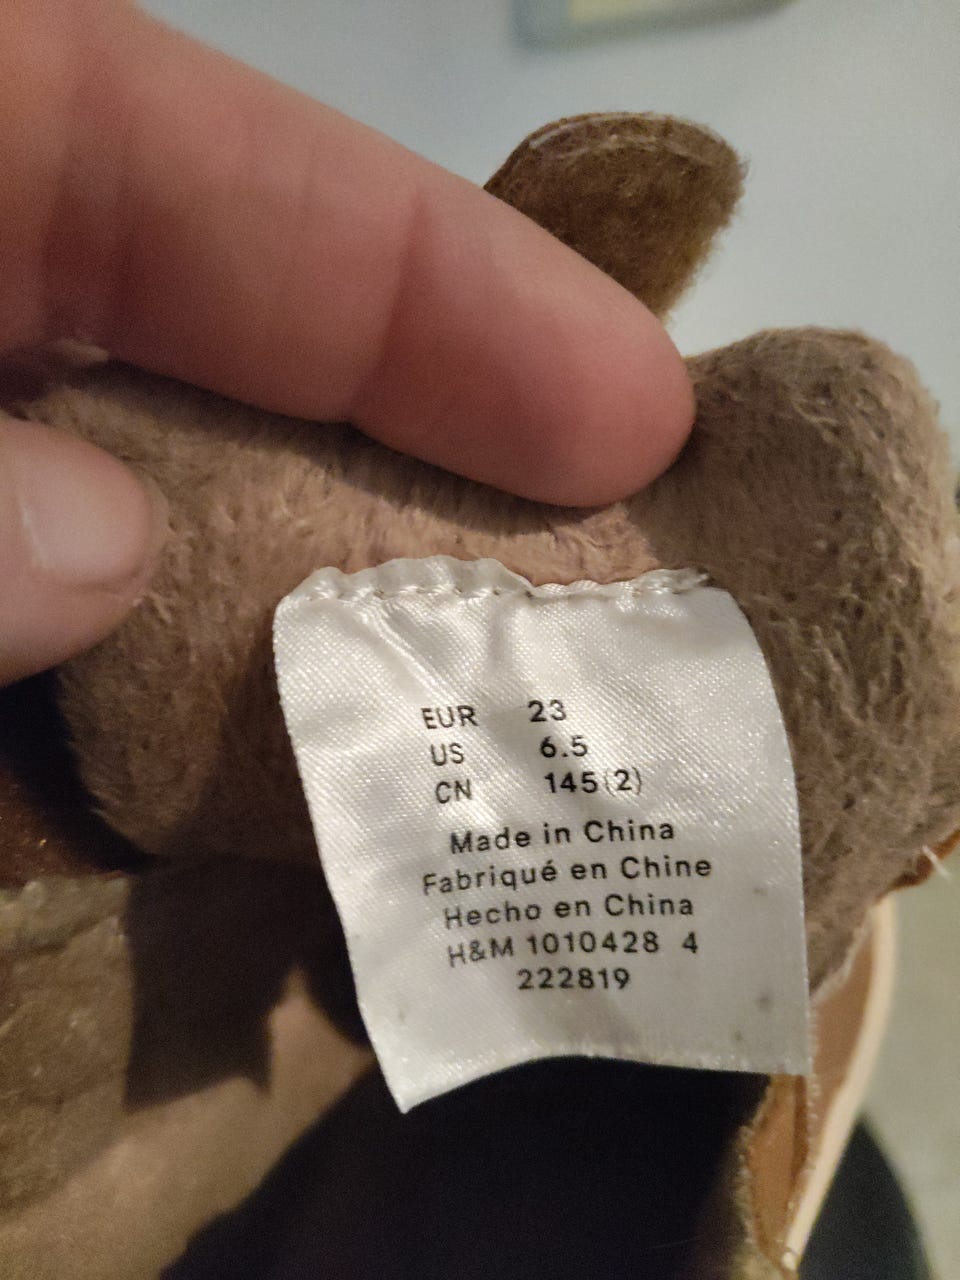 EUR 23
US 6.5
CN 145(2)
Made in China
Fabriqué en Chine
Hecho en China
H&M 1010428 4
222819